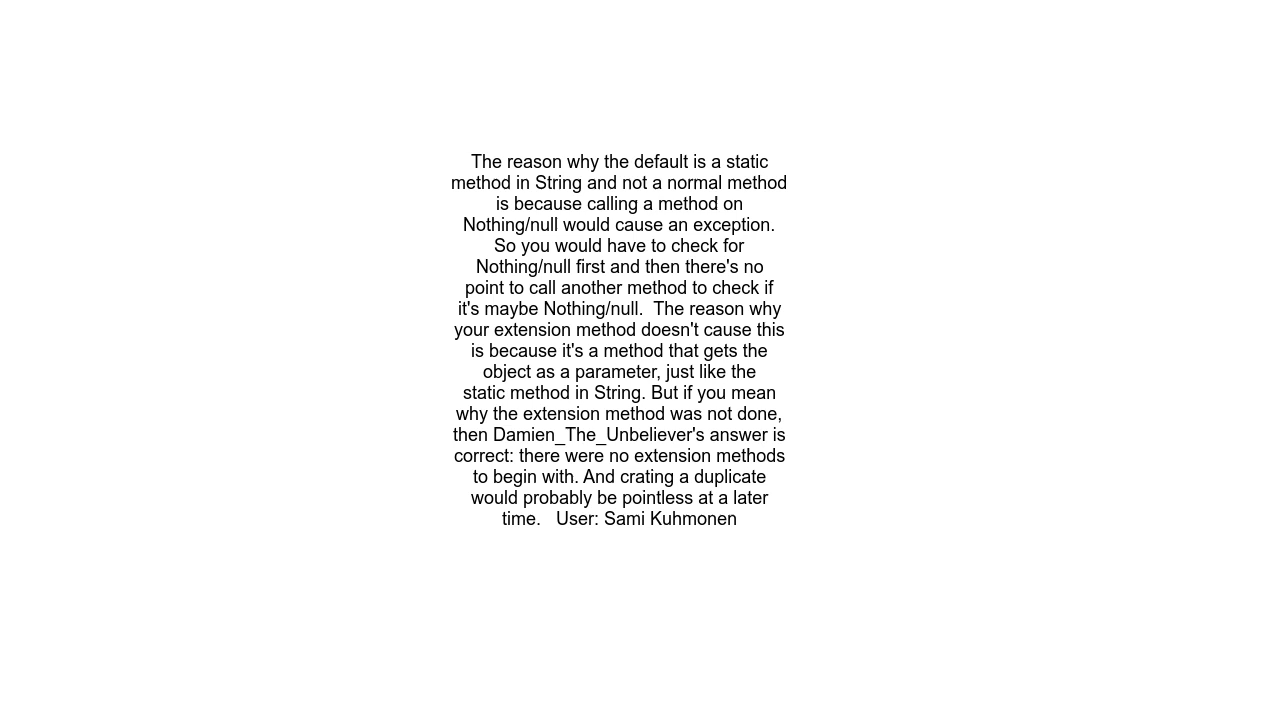 The reason why the default is a static
method in String and not a normal method
is because calling a method on
Nothing/null would cause an exception.
So you would have to check for
Nothing/null first and then there's no
point to call another method to check if
it's maybe Nothing/null.  The reason why
your extension method doesn't cause this
is because it's a method that gets the
object as a parameter, just like the
static method in String. But if you mean
why the extension method was not done,
then Damien_The_Unbeliever's answer is
correct: there were no extension methods
to begin with. And crating a duplicate
would probably be pointless at a later
time.   User: Sami Kuhmonen